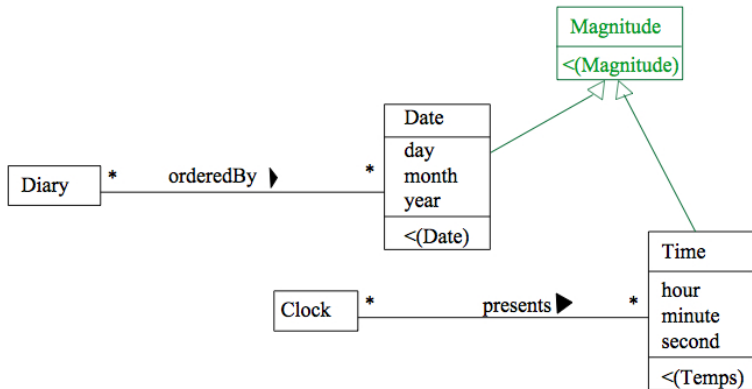 Magnitude
<(Magnitude)
Date
day
month
year
<(Date)
Diary
*
orderedBy
*
Time
hour
minute
second
<(Temps)
Clock
*
presents
*